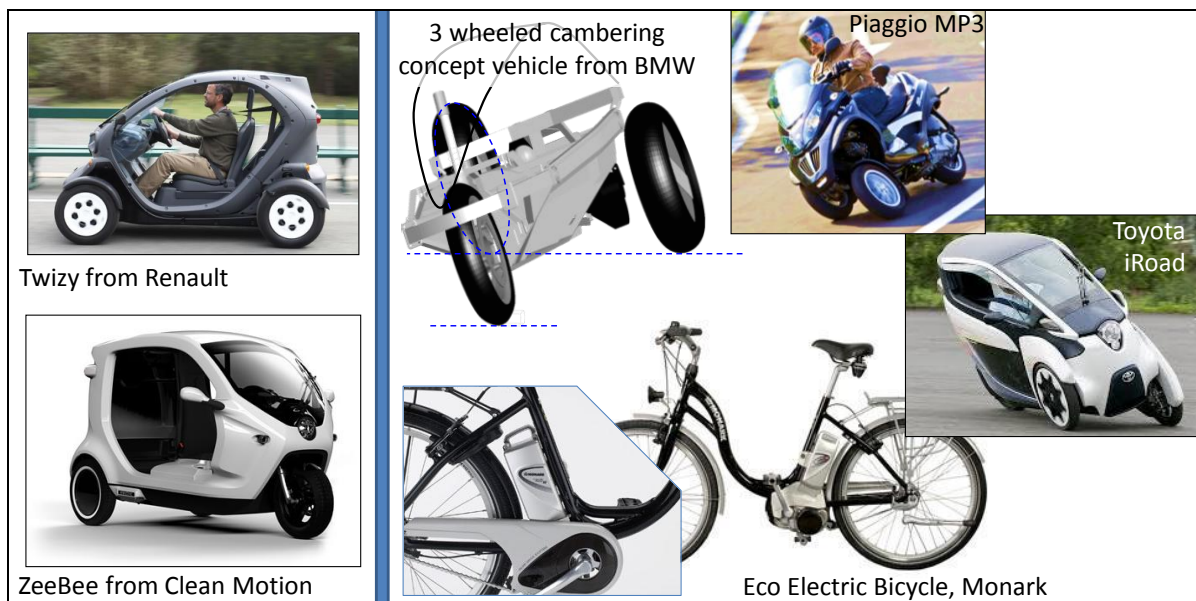 Twizy from Renault
ZeeBee from Clean Motion
3 wheeled cambering
concept vehicle from BMW
Piaggio MP3
Toyota
iRoad
MONARK
Eco Electric Bicycle, Monark